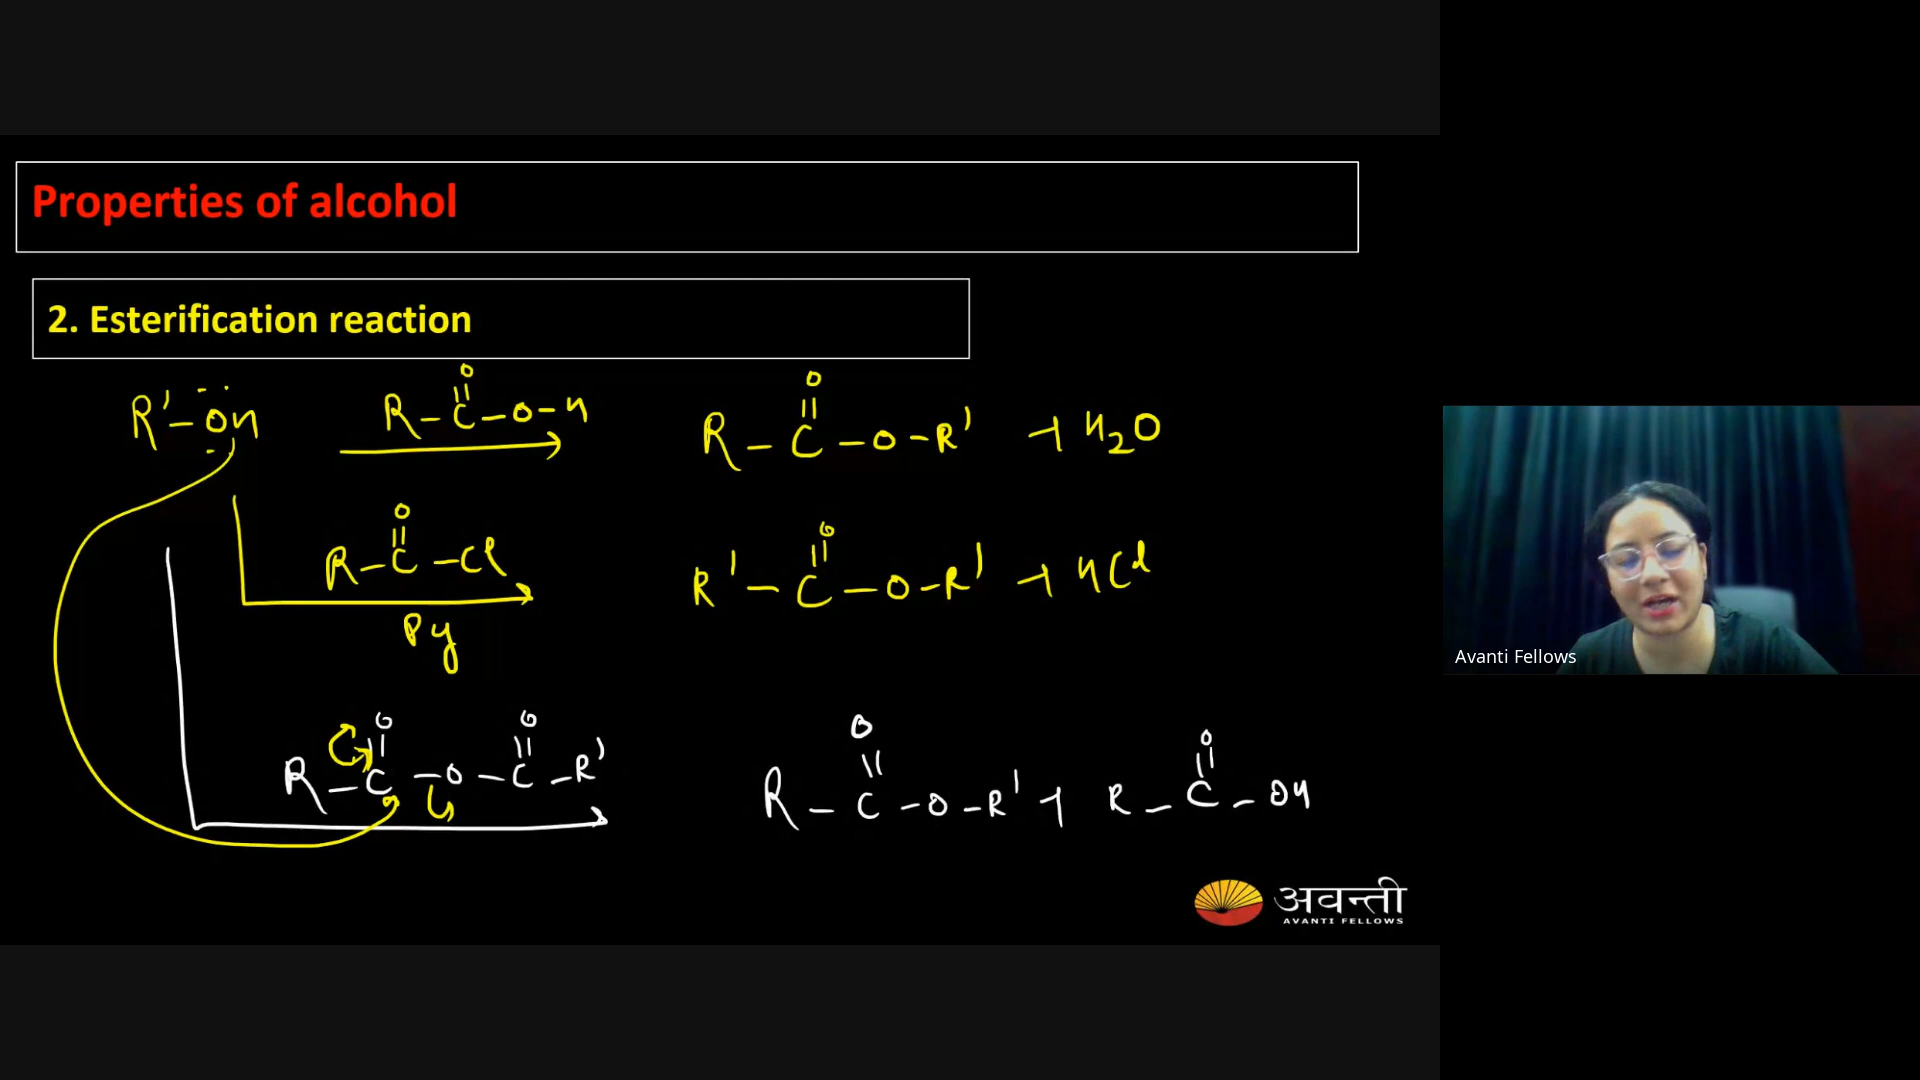 Properties of alcohol
2. Esterification reaction
O O
R'-OH R-C-O-H R-C-O-R' + H2O
O O
R-C-Cl R'-C-O-R' + HCl
Py
O O O O
R-C-O-C-R' R-C-O-R' + R-C-OH
Avanti Fellows
अवन्ती
AVANTI FELLOWS